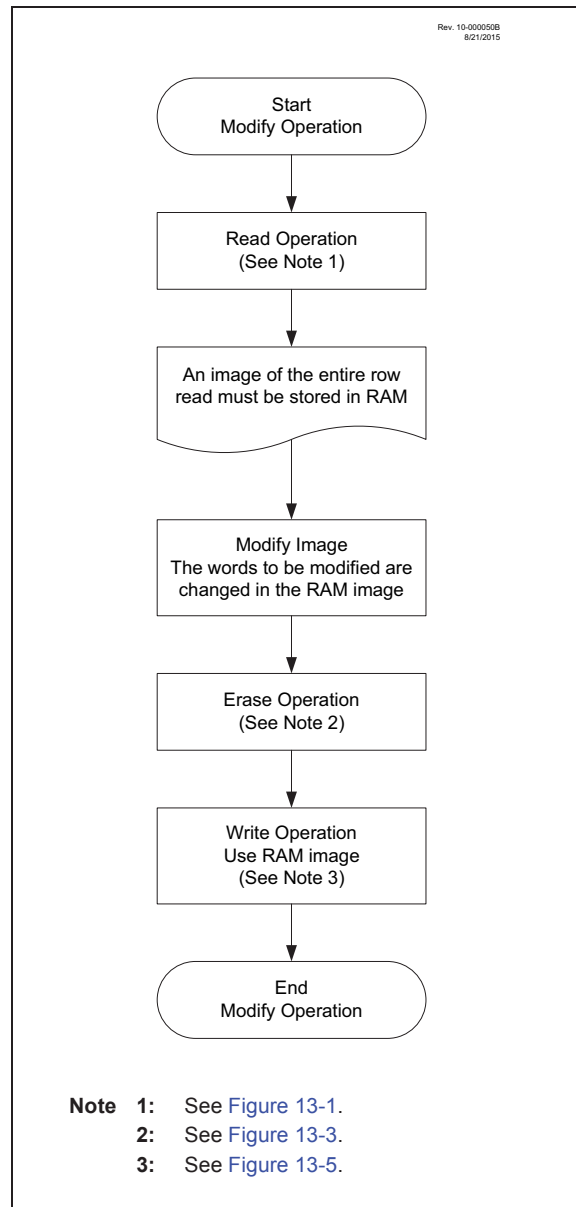 Rev. 10-000050B
8/21/2015
Start
Modify Operation
Read Operation
(See Note 1)
An image of the entire row
read must be stored in RAM
Modify Image
The words to be modified are
changed in the RAM image
Erase Operation
(See Note 2)
Write Operation
Use RAM image
(See Note 3)
End
Modify Operation
Note 1: See Figure 13-1.
2: See Figure 13-3.
3: See Figure 13-5.